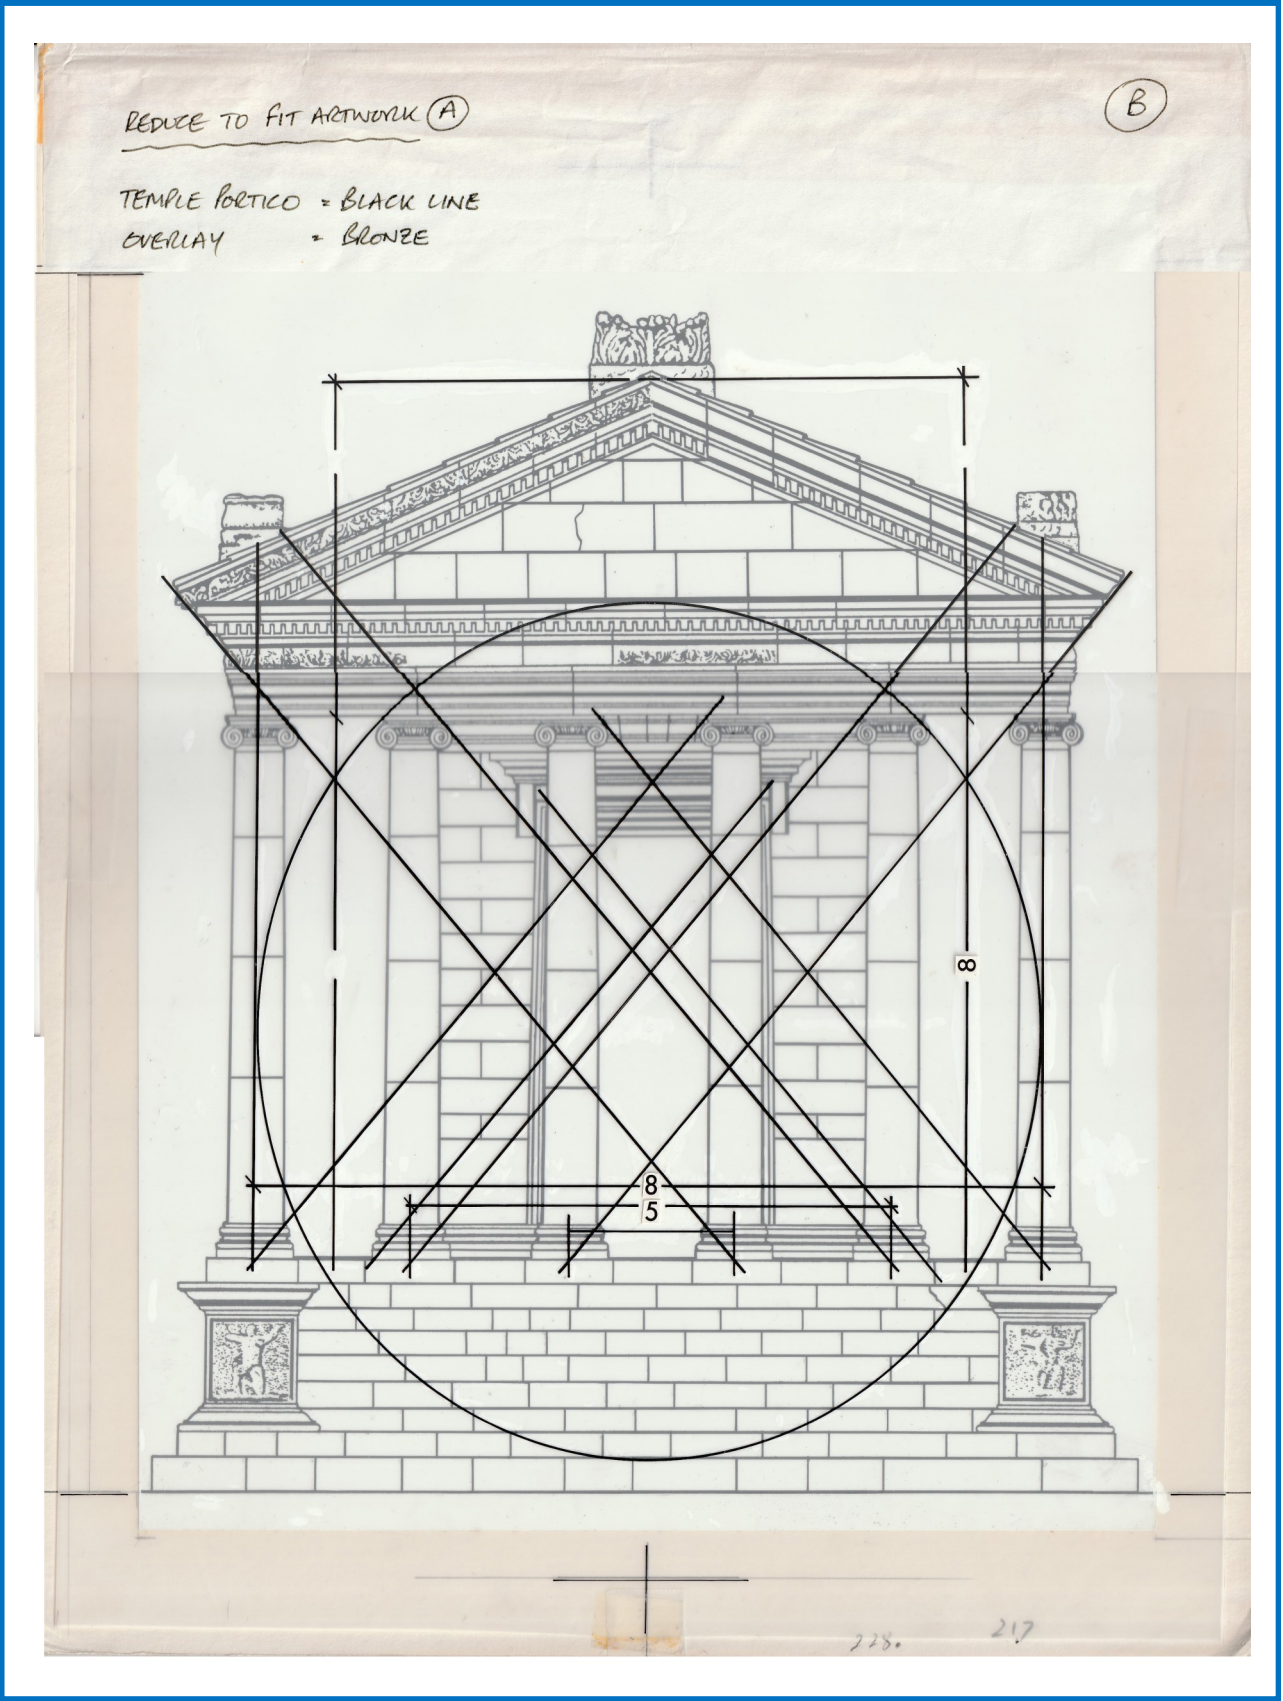 REDUCE TO FIT ARTWORK A
B
TEMPLE PORTICO = BLACK LINE
OVERLAY = BRONZE
8
8
5
228.
217